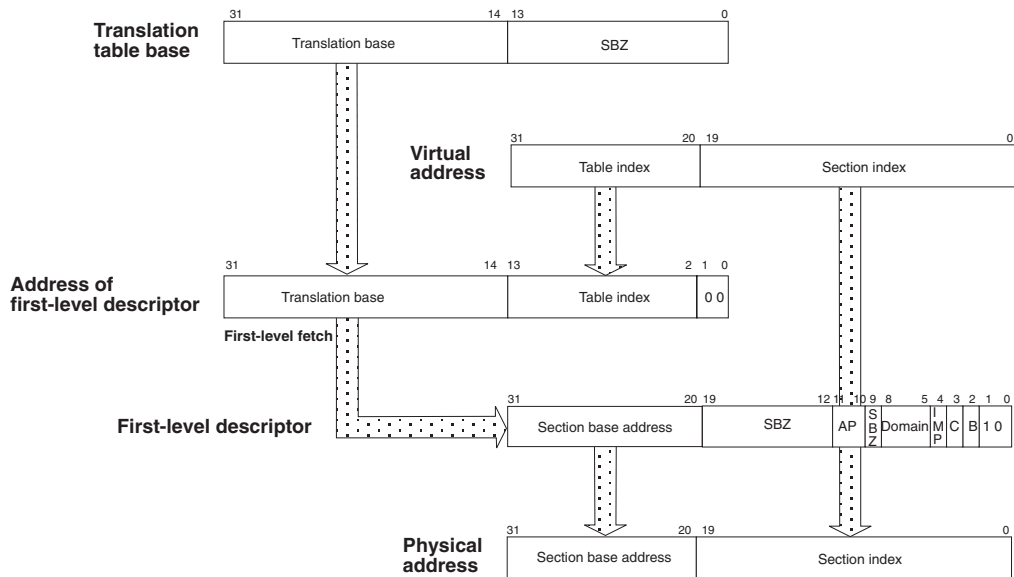 31 14 13 0
Translation table base
Translation base SBZ
31 20 19 0
Virtual address
Table index Section index
31 14 13 2 1 0
Address of first-level descriptor
Translation base Table index 0 0
First-level fetch
31 20 19 12 11 10 9 8 5 4 3 2 1 0
First-level descriptor
Section base address SBZ AP SBZ Domain IMP C B 1 0
31 20 19 0
Physical address
Section base address Section index